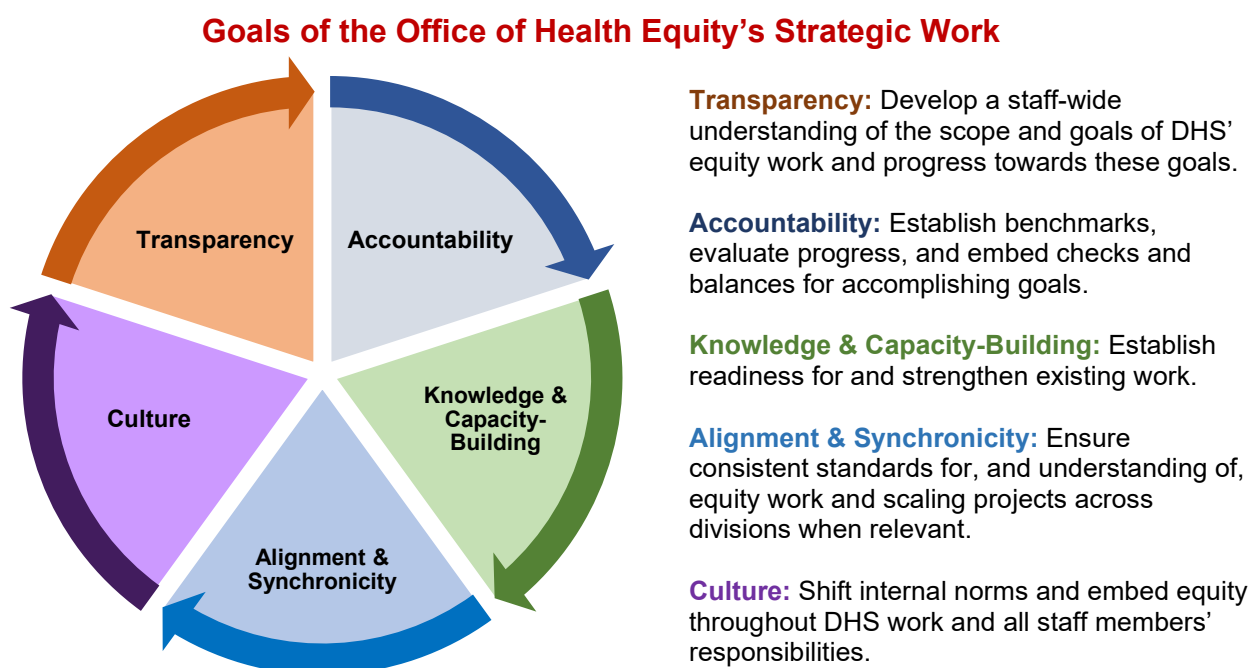 Goals of the Office of Health Equity’s Strategic Work
Transparency
Accountability
Knowledge &
Capacity-
Building
Alignment &
Synchronicity
Culture
Transparency: Develop a staff-wide
understanding of the scope and goals of DHS’
equity work and progress towards these goals.
Accountability: Establish benchmarks,
evaluate progress, and embed checks and
balances for accomplishing goals.
Knowledge & Capacity-Building: Establish
readiness for and strengthen existing work.
Alignment & Synchronicity: Ensure
consistent standards for, and understanding of,
equity work and scaling projects across
divisions when relevant.
Culture: Shift internal norms and embed equity
throughout DHS work and all staff members’
responsibilities.